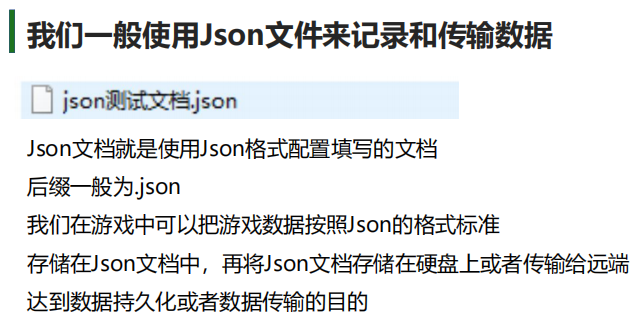 我们一般使用Json文件来记录和传输数据
json测试文档.json
Json文档就是使用Json格式配置填写的文档
后缀一般为.json
我们在游戏中可以把游戏数据按照Json的格式标准
存储在Json文档中，再将Json文档存储在硬盘上或者传输给远端
达到数据持久化或者数据传输的目的